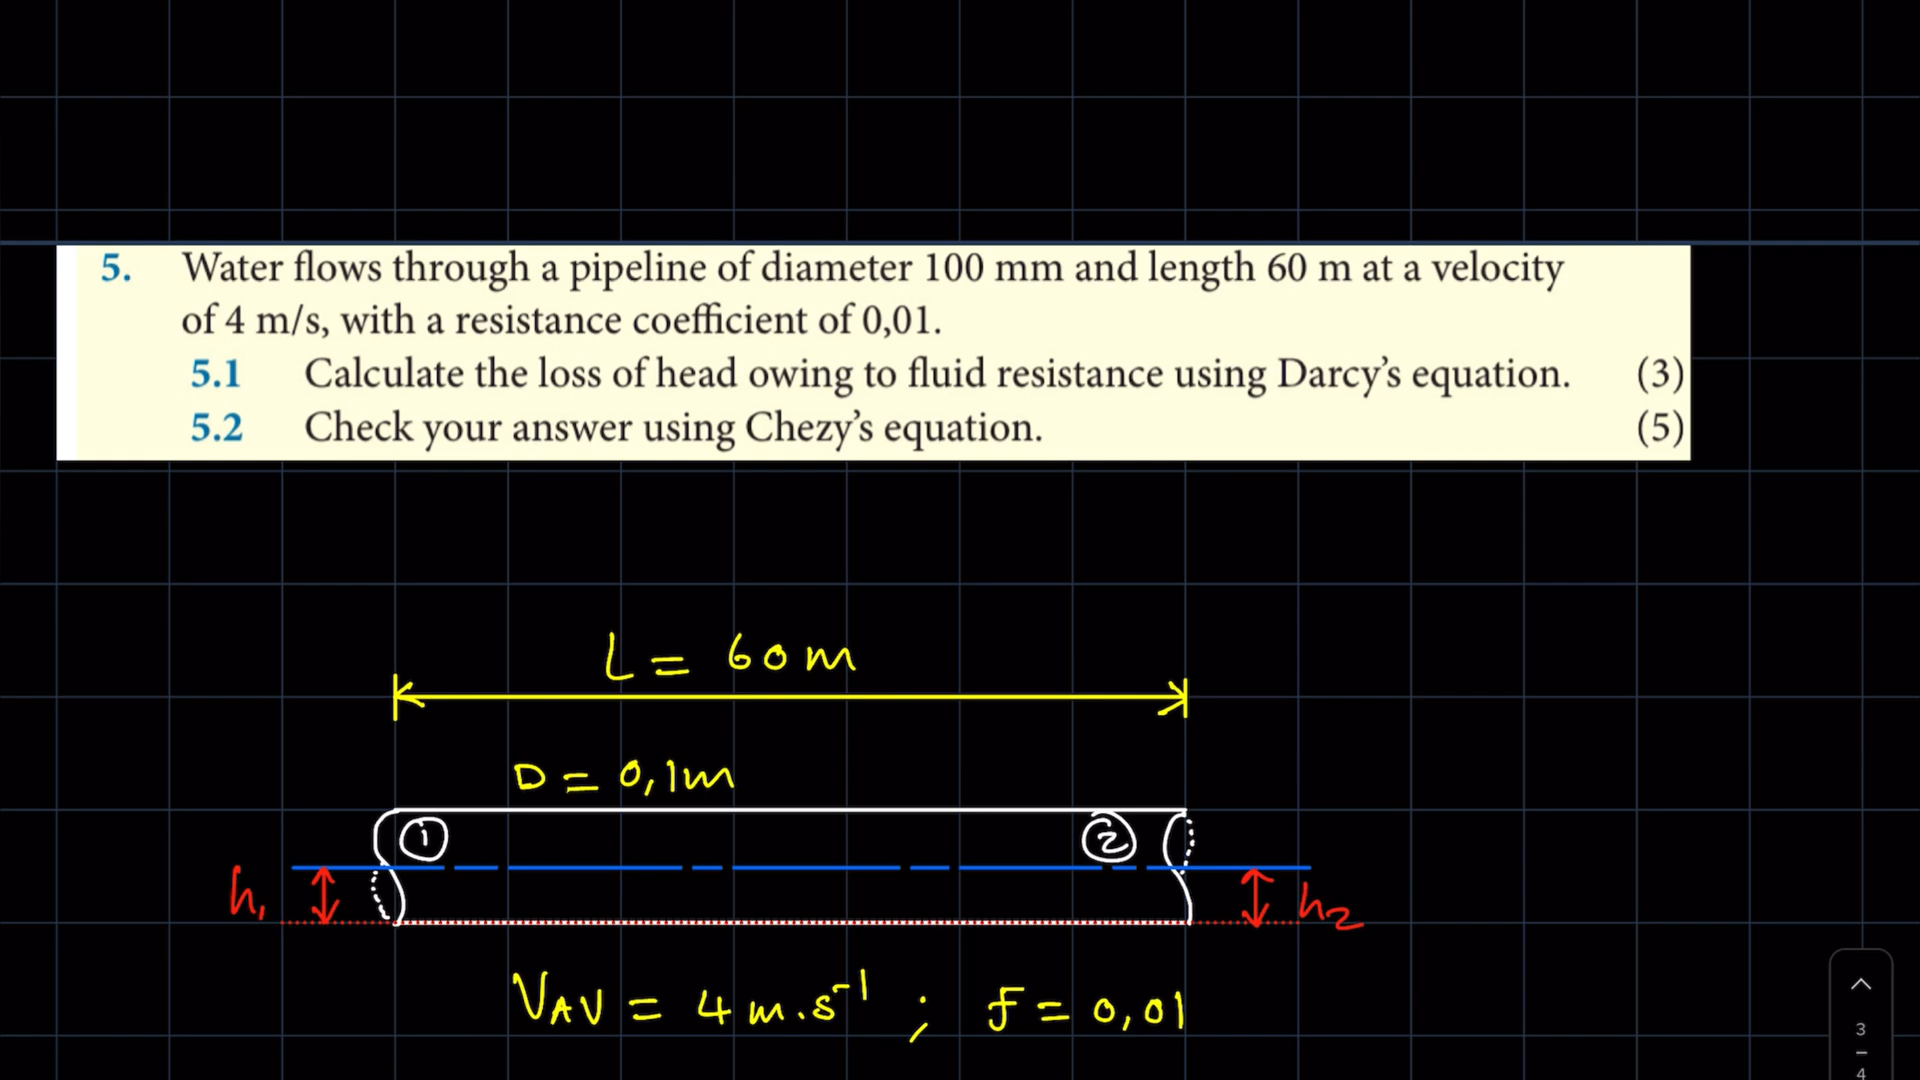 5. Water flows through a pipeline of diameter 100 mm and length 60 m at a velocity
of 4 m/s, with a resistance coefficient of 0,01.
5.1 Calculate the loss of head owing to fluid resistance using Darcy’s equation. (3)
5.2 Check your answer using Chezy’s equation. (5)
L = 60 m
D = 0,1m
① ②
h₁ h₂
V_AV = 4 m.s⁻¹ ; f = 0,01
3
–
4